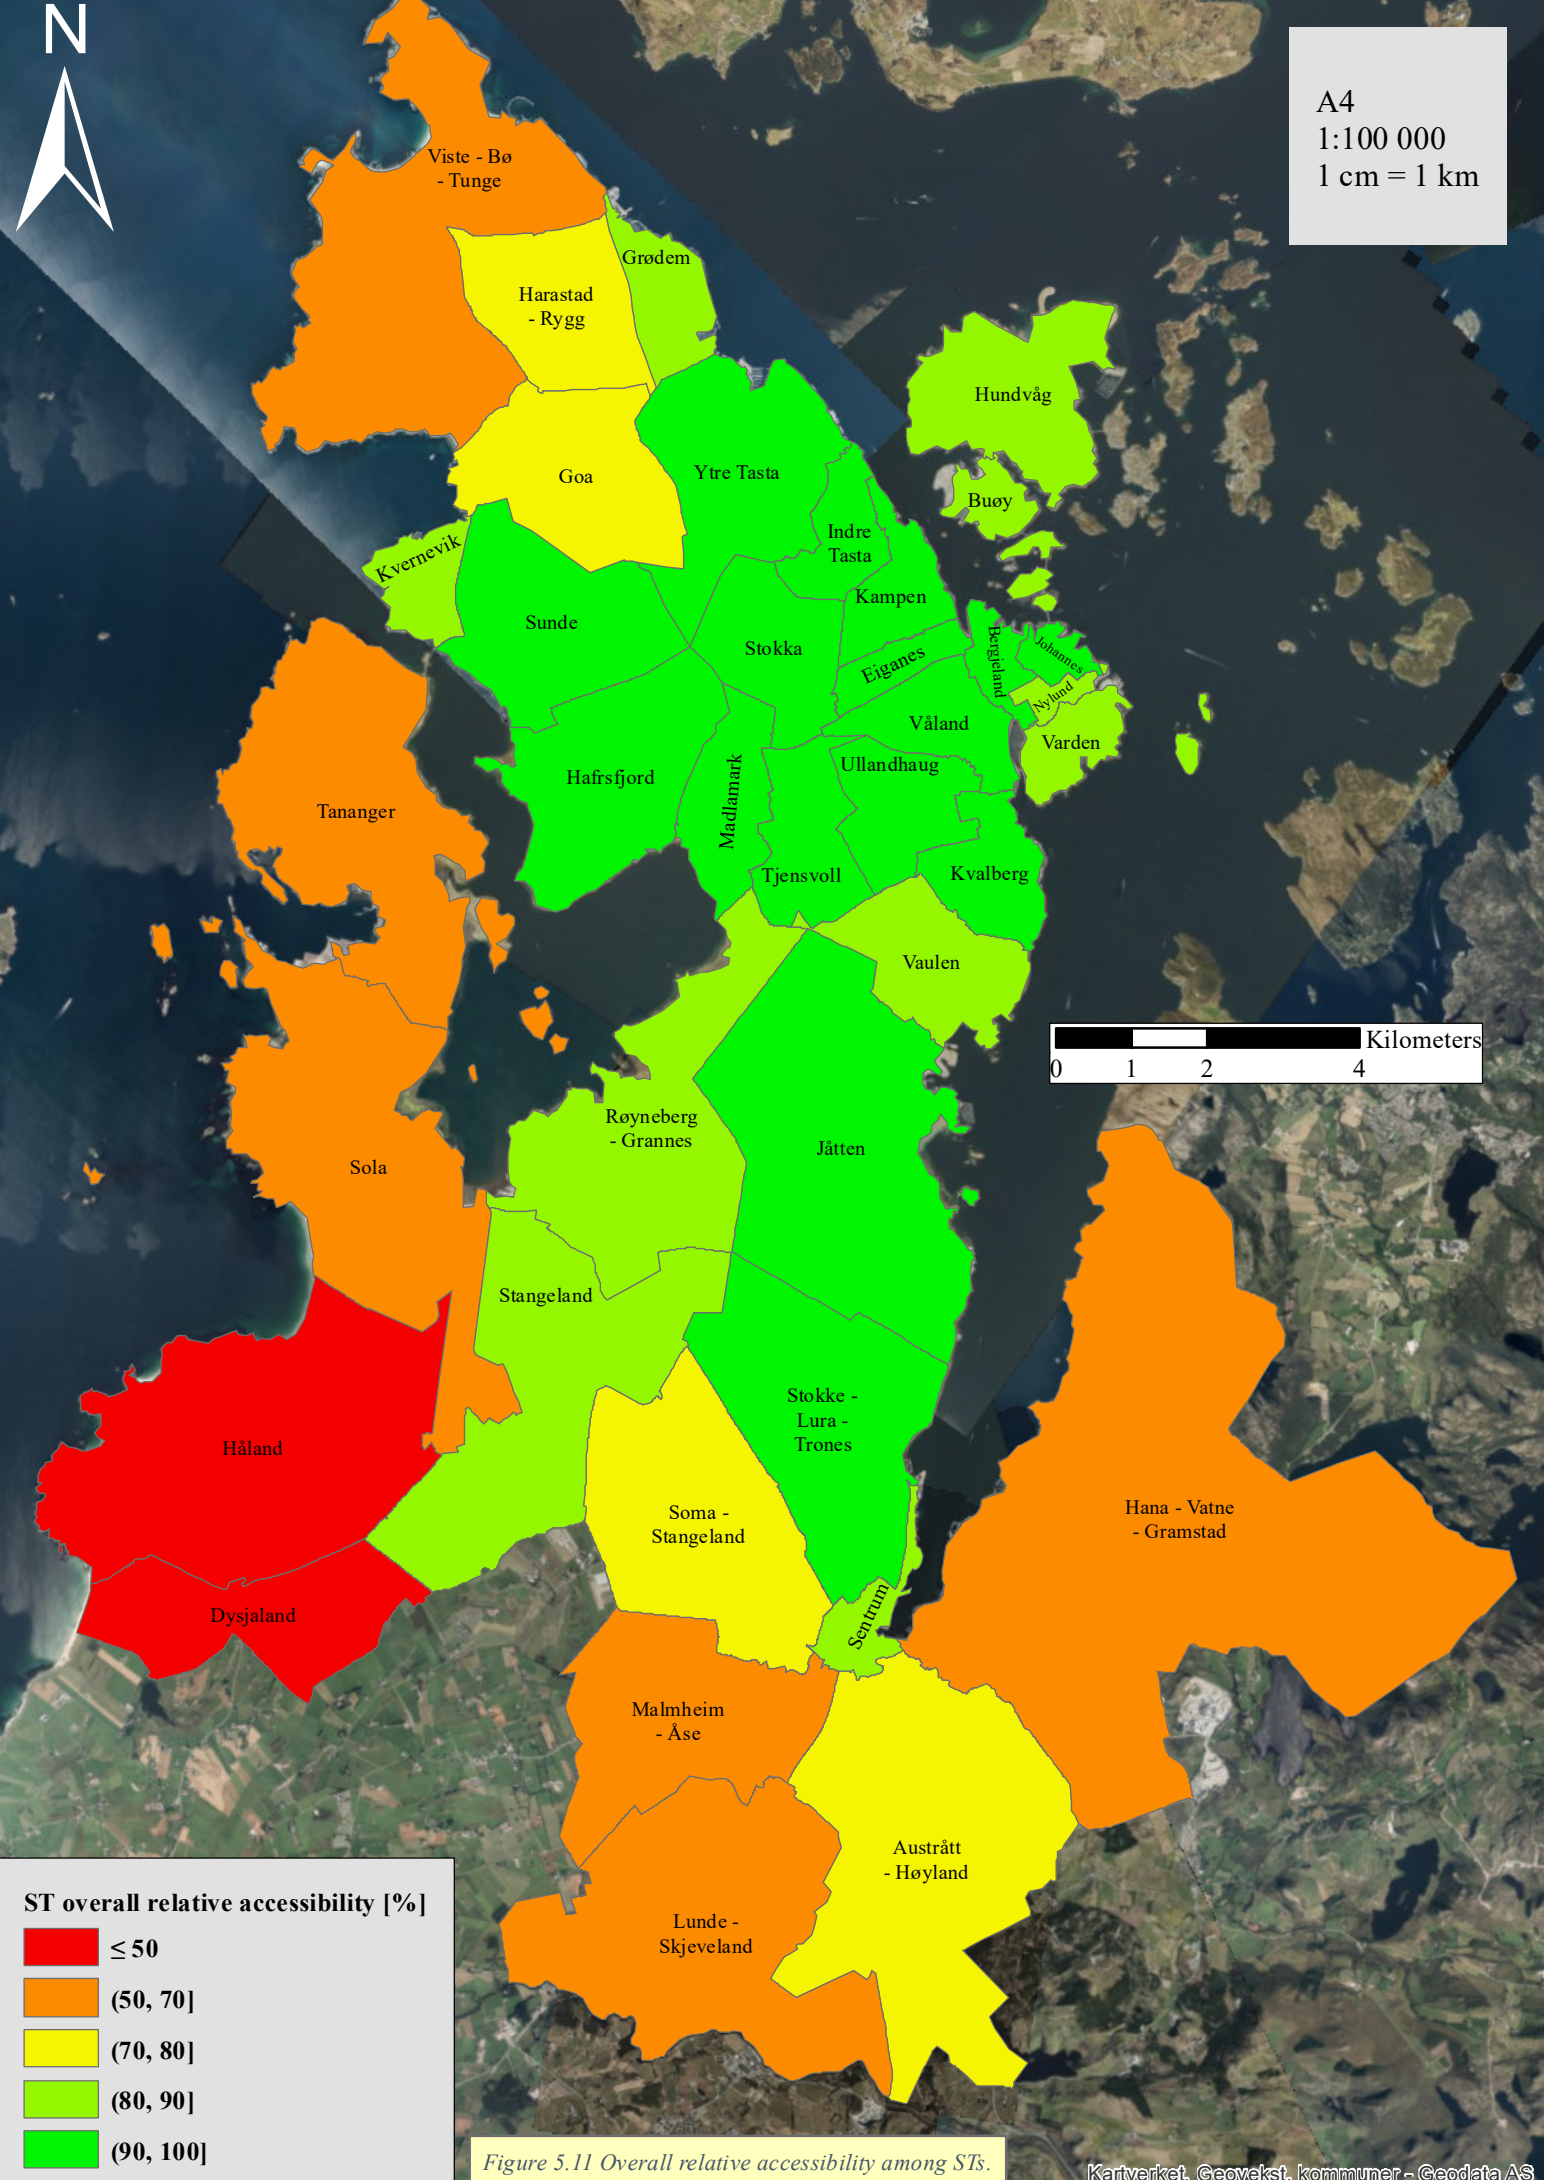 N
A4
1:100 000
1 cm = 1 km
Viste - Bø
- Tunge
Grødem
Harastad
- Rygg
Hundvåg
Goa
Ytre Tasta
Buøy
Indre
Tasta
Kvernevik
Kampen
Sunde
Stokka
Eiganes
Bergjeland
Johannes
Nylund
Våland
Varden
Hafrsfjord
Madlamark
Ullandhaug
Tananger
Tjensvoll
Kvalberg
Vaulen
Kilometers
0 1 2 4
Røyneberg
- Grannes
Jåtten
Sola
Stangeland
Stokke -
Lura -
Trones
Håland
Soma -
Stangeland
Hana - Vatne
- Gramstad
Dysjaland
Sentrum
Malmheim
- Åse
Austrått
- Høyland
Lunde -
Skjeveland
ST overall relative accessibility [%]
≤ 50
(50, 70]
(70, 80]
(80, 90]
(90, 100]
Figure 5.11 Overall relative accessibility among STs.
Kartverket, Geovekst, kommuner - Geodata AS